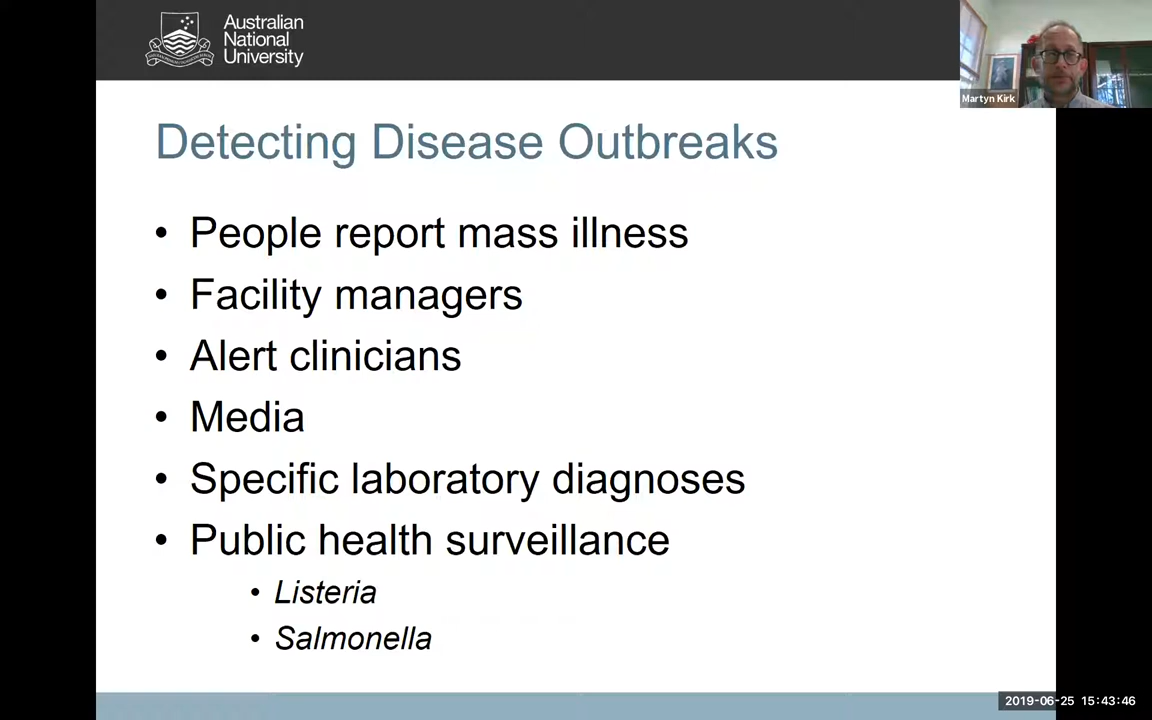 Australian
National
University
Martyn Kirk
Detecting Disease Outbreaks
• People report mass illness
• Facility managers
• Alert clinicians
• Media
• Specific laboratory diagnoses
• Public health surveillance
• Listeria
• Salmonella
2019-06-25 15:43:46